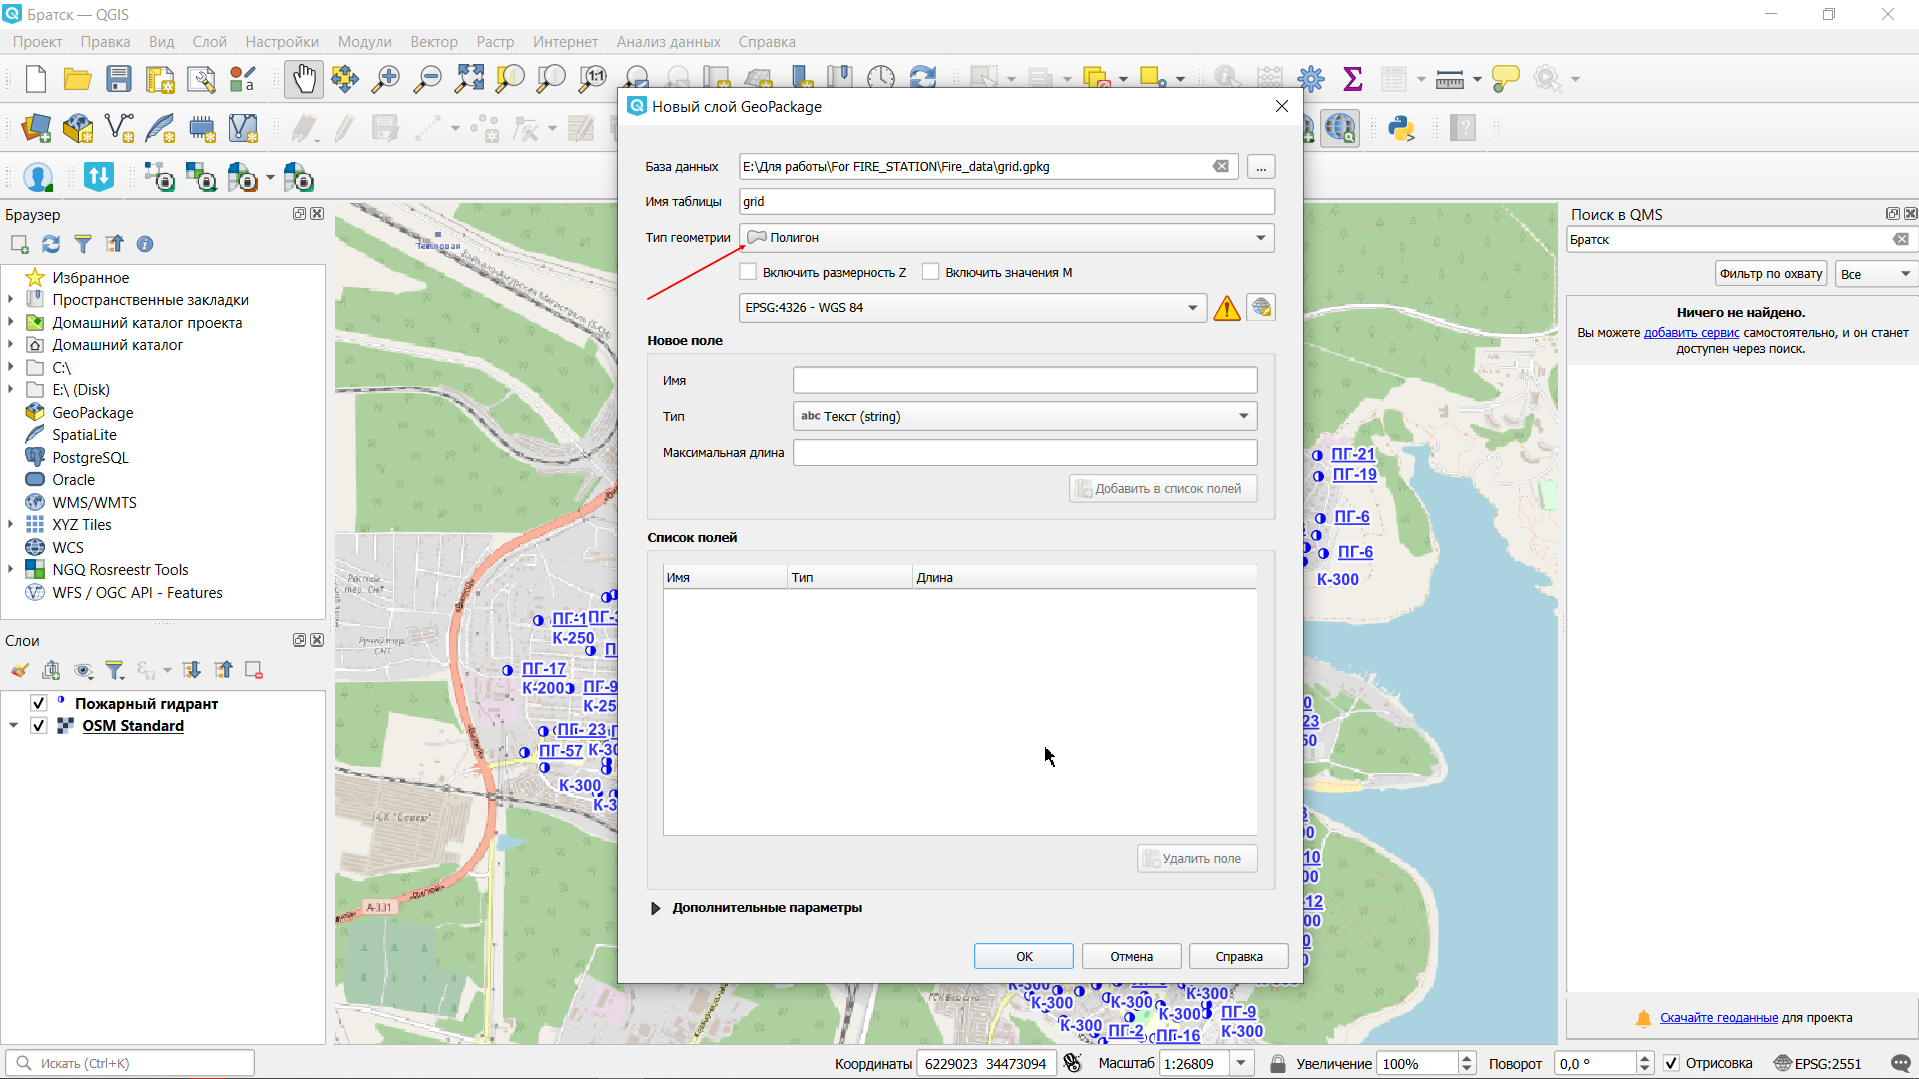 Братск — QGIS
Проект Правка Вид Слой Настройки Модули Вектор Растр Интернет Анализ данных Справка
Новый слой GeoPackage
База данных E:\Для работы\For FIRE_STATION\Fire_data\grid.gpkg ...
Имя таблицы grid
Тип геометрии Полигон
Включить размерность Z Включить значения M
EPSG:4326 - WGS 84
Новое поле
Имя
Тип abc Текст (string)
Максимальная длина
Добавить в список полей
Список полей
Имя Тип Длина
Удалить поле
Дополнительные параметры
ОК Отмена Справка
Браузер
Избранное
Пространственные закладки
Домашний каталог проекта
Домашний каталог
C:\
E:\ (Disk)
GeoPackage
SpatiaLite
PostgreSQL
Oracle
WMS/WMTS
XYZ Tiles
WCS
NGQ Rosreestr Tools
WFS / OGC API - Features
Слои
Пожарный гидрант
OSM Standard
Поиск в QMS
Братск
Фильтр по охвату Все
Ничего не найдено.
Вы можете добавить сервис самостоятельно, и он станет
доступен через поиск.
Скачайте геоданные для проекта
Тепловая
ПГ-21
ПГ-19
ПГ-6
ПГ-6
К-300
К-250
ПГ-17
К-200 ПГ-9
ПГ-23
ПГ-57
К-300
А-331
К-300
К-300 К-300 К-300
К-300 ПГ-9
К-300 ПГ-2 К-300
ПГ-16
Искать (Ctrl+K)
Координаты 6229023 34473094 Масштаб 1:26809 Увеличение 100% Поворот 0,0 ° Отрисовка EPSG:2551